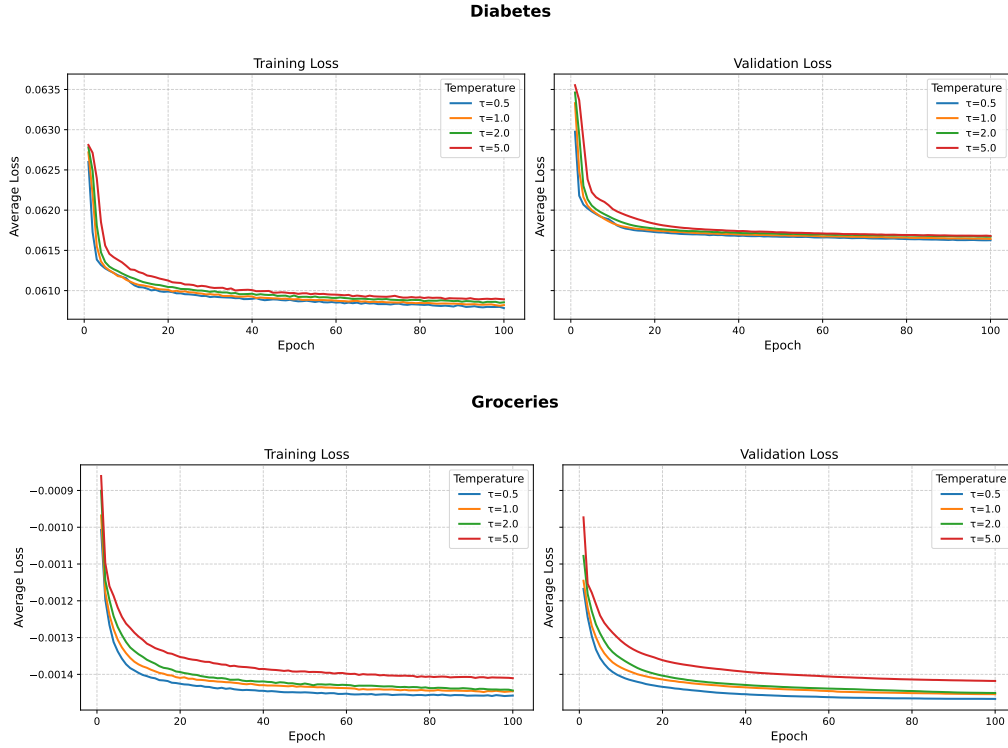 Diabetes
Training Loss
Average Loss
0.0635
0.0630
0.0625
0.0620
0.0615
0.0610
0
20
40
60
80
100
Epoch
Temperature
τ=0.5
τ=1.0
τ=2.0
τ=5.0
Validation Loss
Average Loss
0
20
40
60
80
100
Epoch
Temperature
τ=0.5
τ=1.0
τ=2.0
τ=5.0
Groceries
Training Loss
Average Loss
−0.0009
−0.0010
−0.0011
−0.0012
−0.0013
−0.0014
0
20
40
60
80
100
Epoch
Temperature
τ=0.5
τ=1.0
τ=2.0
τ=5.0
Validation Loss
Average Loss
0
20
40
60
80
100
Epoch
Temperature
τ=0.5
τ=1.0
τ=2.0
τ=5.0